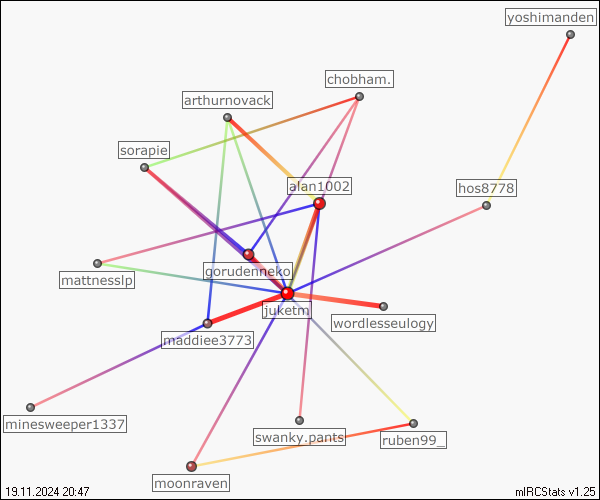 yoshimanden
chobham.
arthurnovack
sorapie
alan1002
hos8778
gorudenneko
mattnesslp
juketm
wordlesseulogy
maddiee3773
minesweeper1337
swanky.pants
ruben99_
moonraven
19.11.2024 20:47
mIRCStats v1.25